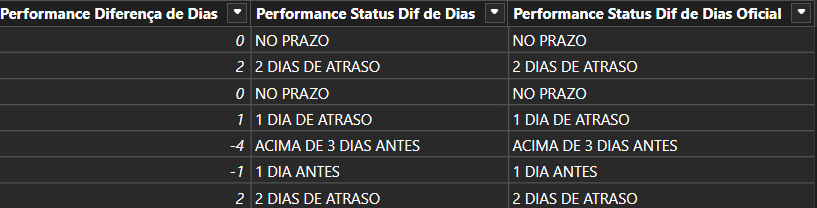 Performance Diferença de Dias Performance Status Dif de Dias Performance Status Dif de Dias Oficial
0 NO PRAZO NO PRAZO
2 2 DIAS DE ATRASO 2 DIAS DE ATRASO
0 NO PRAZO NO PRAZO
1 1 DIA DE ATRASO 1 DIA DE ATRASO
-4 ACIMA DE 3 DIAS ANTES ACIMA DE 3 DIAS ANTES
-1 1 DIA ANTES 1 DIA ANTES
2 2 DIAS DE ATRASO 2 DIAS DE ATRASO